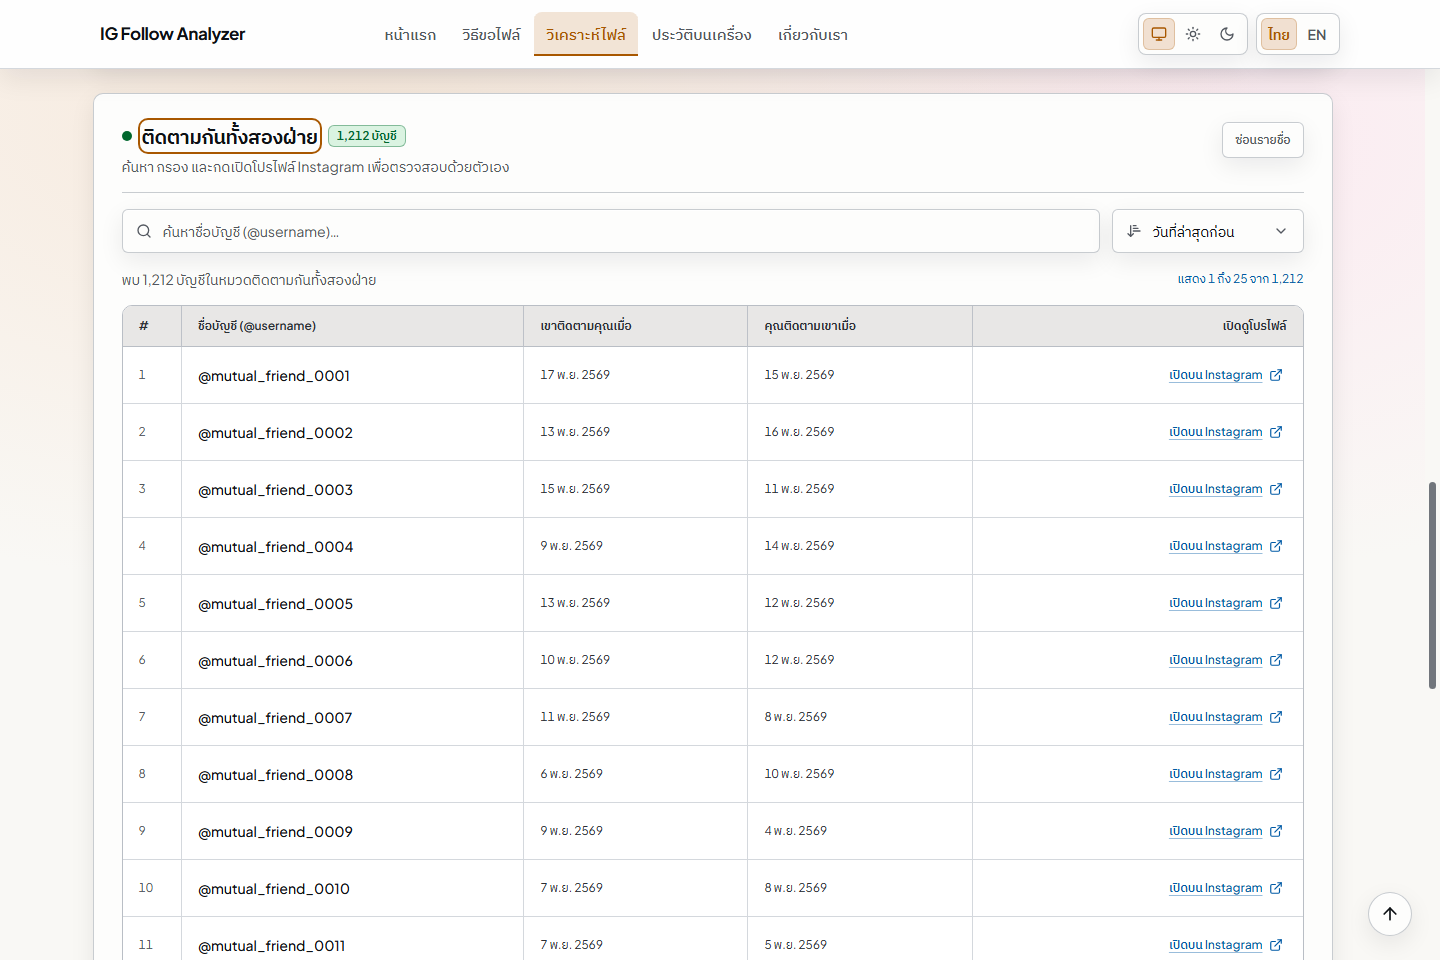 IG Follow Analyzer
หน้าแรก
วิธีขอไฟล์
วิเคราะห์ไฟล์
ประวัติบนเครื่อง
เกี่ยวกับเรา
ไทย
EN
ติดตามกันทั้งสองฝ่าย
1,212 บัญชี
ซ่อนรายชื่อ
ค้นหา กรอง และกดเปิดโปรไฟล์ Instagram เพื่อตรวจสอบด้วยตัวเอง
ค้นหาชื่อบัญชี (@username)...
วันที่ล่าสุดก่อน
พบ 1,212 บัญชีในหมวดติดตามกันทั้งสองฝ่าย
แสดง 1 ถึง 25 จาก 1,212
# ชื่อบัญชี (@username) เขาติดตามคุณเมื่อ คุณติดตามเขาเมื่อ เปิดดูโปรไฟล์
1 @mutual_friend_0001 17 พ.ย. 2569 15 พ.ย. 2569 เปิดบน Instagram
2 @mutual_friend_0002 13 พ.ย. 2569 16 พ.ย. 2569 เปิดบน Instagram
3 @mutual_friend_0003 15 พ.ย. 2569 11 พ.ย. 2569 เปิดบน Instagram
4 @mutual_friend_0004 9 พ.ย. 2569 14 พ.ย. 2569 เปิดบน Instagram
5 @mutual_friend_0005 13 พ.ย. 2569 12 พ.ย. 2569 เปิดบน Instagram
6 @mutual_friend_0006 10 พ.ย. 2569 12 พ.ย. 2569 เปิดบน Instagram
7 @mutual_friend_0007 11 พ.ย. 2569 8 พ.ย. 2569 เปิดบน Instagram
8 @mutual_friend_0008 6 พ.ย. 2569 10 พ.ย. 2569 เปิดบน Instagram
9 @mutual_friend_0009 9 พ.ย. 2569 4 พ.ย. 2569 เปิดบน Instagram
10 @mutual_friend_0010 7 พ.ย. 2569 8 พ.ย. 2569 เปิดบน Instagram
11 @mutual_friend_0011 7 พ.ย. 2569 5 พ.ย. 2569 เปิดบน Instagram